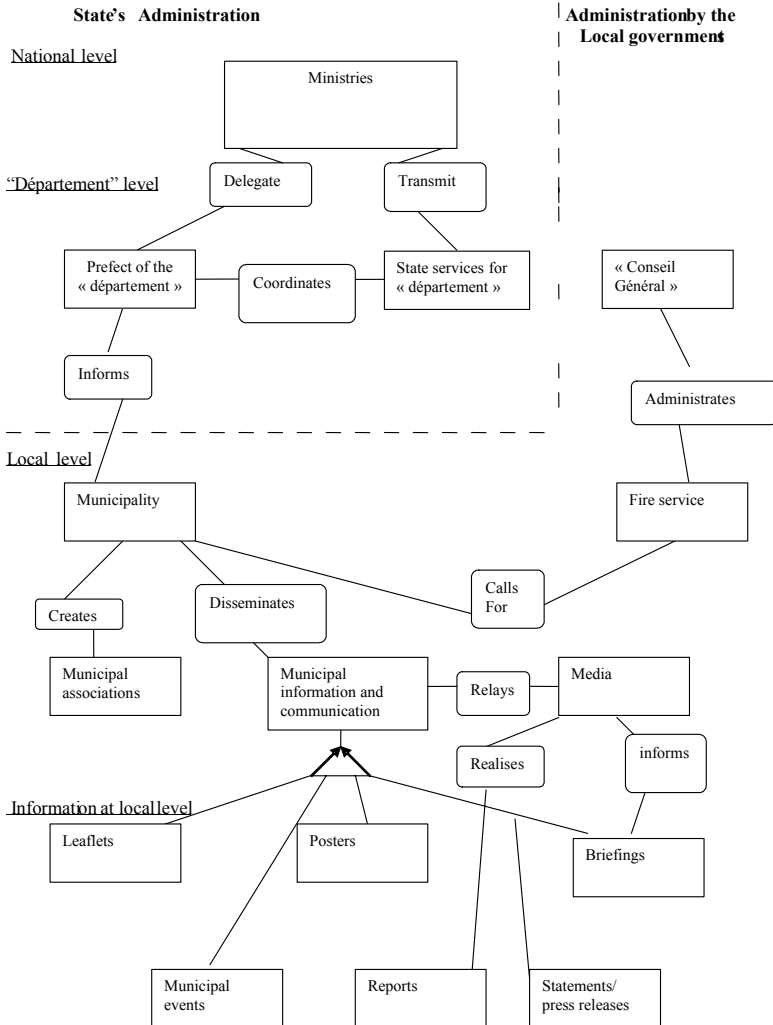 State's Administration
Administrationby the
Local governments
National level
Ministries
"Département" level
Delegate
Transmit
Prefect of the
« département »
Coordinates
State services for
« département »
« Conseil
Général »
Informs
Administrates
Local level
Municipality
Fire service
Creates
Disseminates
Calls
For
Municipal
associations
Municipal
information and
communication
Relays
Media
Realises
informs
Information at local level
Leaflets
Posters
Briefings
Municipal
events
Reports
Statements/
press releases